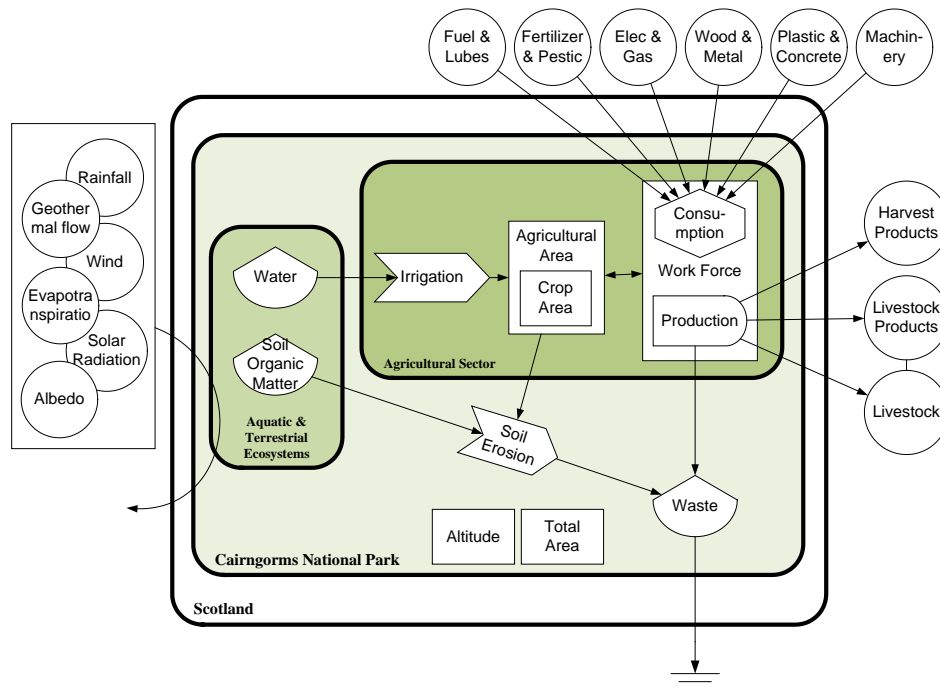 Fuel &
Lubes
Fertilizer
& Pestic
Elec &
Gas
Wood &
Metal
Plastic &
Concrete
Machin-
ery
Rainfall
Geother
mal flow
Wind
Evapotra
nspiratio
Solar
Radiation
Albedo
Water
Soil
Organic
Matter
Aquatic &
Terrestrial
Ecosystems
Irrigation
Agricultural
Area
Crop
Area
Consu-
mption
Work Force
Production
Agricultural Sector
Harvest
Products
Livestock
Products
Livestock
Soil
Erosion
Waste
Altitude
Total
Area
Cairngorms National Park
Scotland